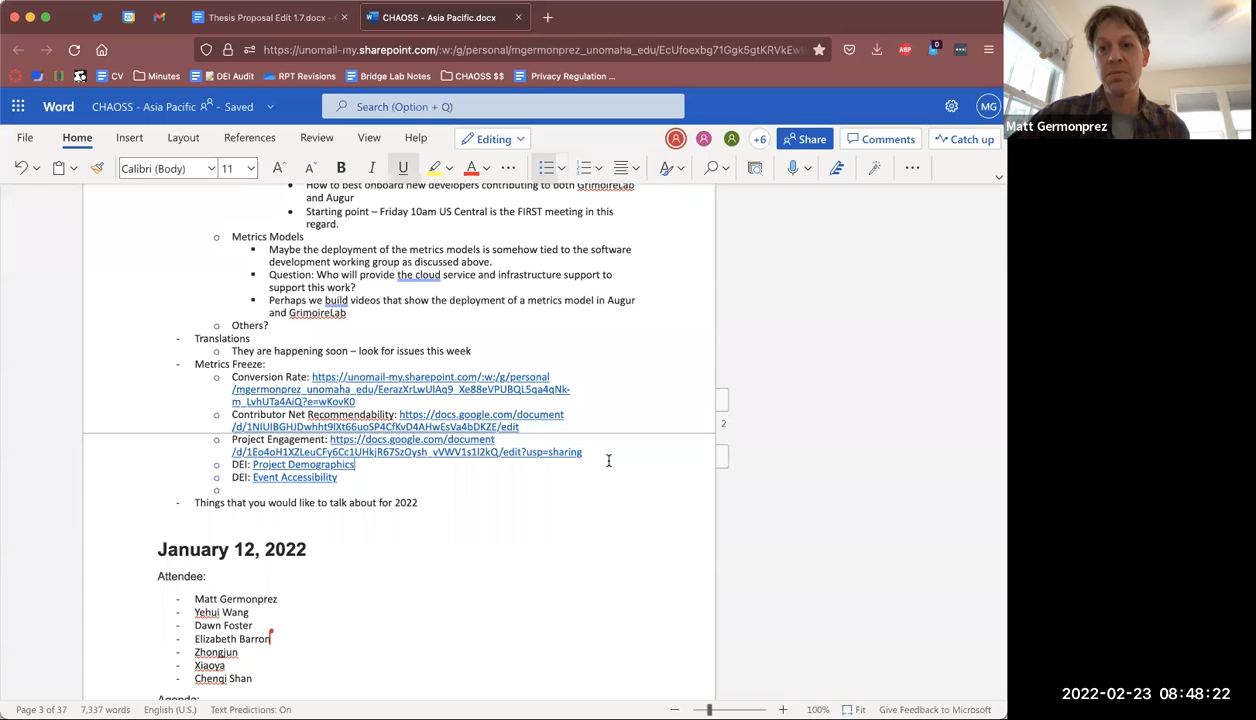 Thesis Proposal Edit 1.7.docx -
CHAOSS - Asia Pacific.docx
https://unomail-my.sharepoint.com/:w:/g/personal/mgermonprez_unomaha_edu/
CV Minutes DEI Audit RPT Revisions Bridge Lab Notes CHAOSS $$ Privacy Regulation ...
Matt Germonprez
Word CHAOSS - Asia Pacific - Saved Search (Option + Q) MG
File Home Insert Layout References Review View Help Editing +6 Share Comments Catch up
Calibri (Body) 11
How to best onboard new developers contributing to both GrimoireLab
and Augur
Starting point – Friday 10am US Central is the FIRST meeting in this
regard.
Metrics Models
Maybe the deployment of the metrics models is somehow tied to the software
development working group as discussed above.
Question: Who will provide the cloud service and infrastructure support to
support this work?
Perhaps we build videos that show the deployment of a metrics model in Augur
and GrimoireLab
Others?
- Translations
They are happening soon – look for issues this week
- Metrics Freeze:
Conversion Rate: https://unomail-my.sharepoint.com/:w:/g/personal
/mgermonprez_unomaha_edu/
Contributor Net Recommendability: https://docs.google.com/document
2
Project Engagement: https://docs.google.com/document
/edit?usp=sharing
DEI: Project Demographics
DEI: Event Accessibility
- Things that you would like to talk about for 2022
January 12, 2022
Attendee:
- Matt Germonprez
- Yehui Wang
- Dawn Foster
- Elizabeth Barron
- Zhongjun
- Xiaoya
- Chenqi Shan
Agenda:
2022-02-23 08:48:22
Page 3 of 37 7,337 words English (U.S.) Text Predictions: On 100% Fit Give Feedback to Microsoft